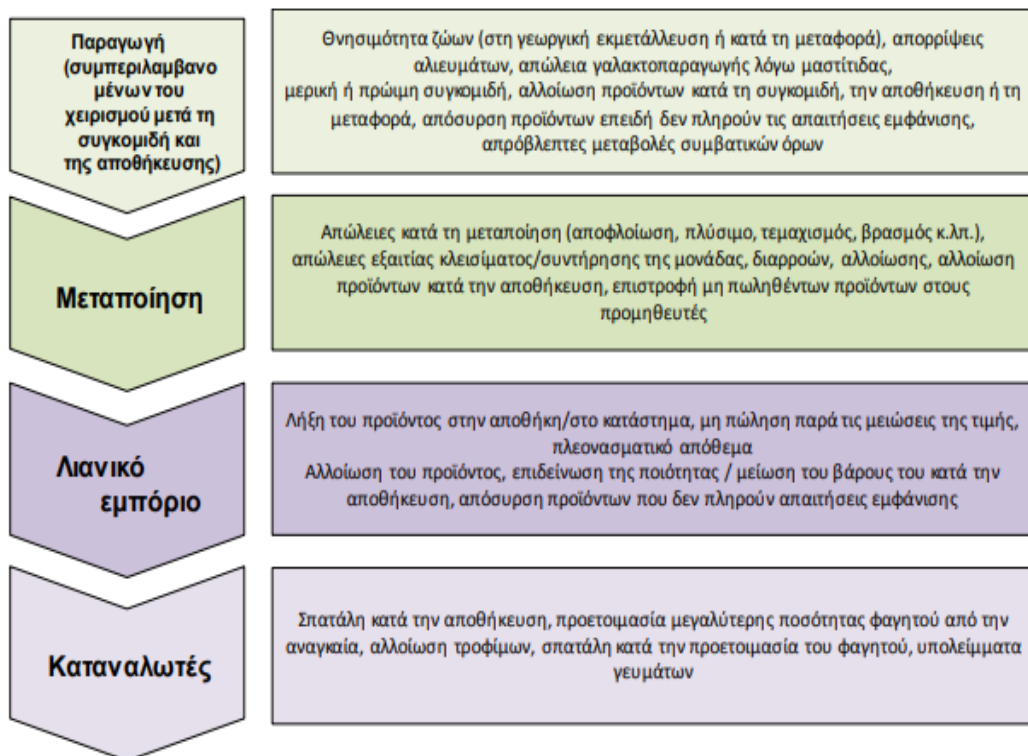 Παραγωγή
(συμπεριλαμβανο
μένων του
χειρισμού μετά τη
συγκομιδή και
της αποθήκευσης)
Θνησιμότητα ζώων (στη γεωργική εκμετάλλευση ή κατά τη μεταφορά), απορρίψεις
αλιευμάτων, απώλεια γαλακτοπαραγωγής λόγω μαστίτιδας,
μερική ή πρώιμη συγκομιδή, αλλοίωση προϊόντων κατά τη συγκομιδή, την αποθήκευση ή τη
μεταφορά, απόσυρση προϊόντων επειδή δεν πληρούν τις απαιτήσεις εμφάνισης,
απρόβλεπτες μεταβολές συμβατικών όρων
Μεταποίηση
Απώλειες κατά τη μεταποίηση (αποφλοίωση, πλύσιμο, τεμαχισμός, βρασμός κ.λπ.),
απώλειες εξαιτίας κλεισίματος/συντήρησης της μονάδας, διαρροών, αλλοίωσης, αλλοίωση
προϊόντων κατά την αποθήκευση, επιστροφή μη πωληθέντων προϊόντων στους
προμηθευτές
Λιανικό
εμπόριο
Λήξη του προϊόντος στην αποθήκη/στο κατάστημα, μη πώληση παρά τις μειώσεις της τιμής,
πλεονασματικό απόθεμα
Αλλοίωση του προϊόντος, επιδείνωση της ποιότητας / μείωση του βάρους του κατά την
αποθήκευση, απόσυρση προϊόντων που δεν πληρούν απαιτήσεις εμφάνισης
Καταναλωτές
Σπατάλη κατά την αποθήκευση, προετοιμασία μεγαλύτερης ποσότητας φαγητού από την
αναγκαία, αλλοίωση τροφίμων, σπατάλη κατά την προετοιμασία του φαγητού, υπολείμματα
γευμάτων